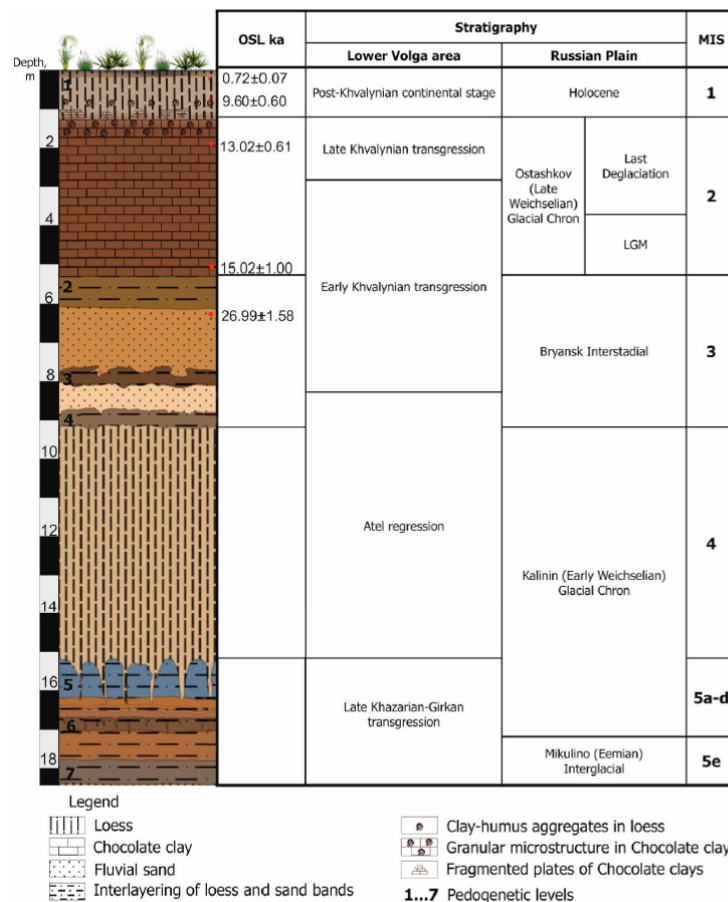 OSL ka
Stratigraphy
MIS
Lower Volga area
Russian Plain
Depth,
m
1
0.72±0.07
9.60±0.60
Post-Khvalynian continental stage
Holocene
1
2
13.02±0.61
Late Khvalynian transgression
Ostashkov
(Late
Weichselian)
Glacial Chron
Last
Deglaciation
2
4
LGM
15.02±1.00
2
6
26.99±1.58
Early Khvalynian transgression
Bryansk Interstadial
3
8
3
4
10
12
Atel regression
4
Kalinin (Early Weichselian)
Glacial Chron
14
16
5
Late Khazarian-Girkan
transgression
5a-d
6
18
7
Mikulino (Eemian)
Interglacial
5e
Legend
Loess
Chocolate clay
Fluvial sand
Interlayering of loess and sand bands
Clay-humus aggregates in loess
Granular microstructure in Chocolate clay
Fragmented plates of Chocolate clays
1...7 Pedogenetic levels